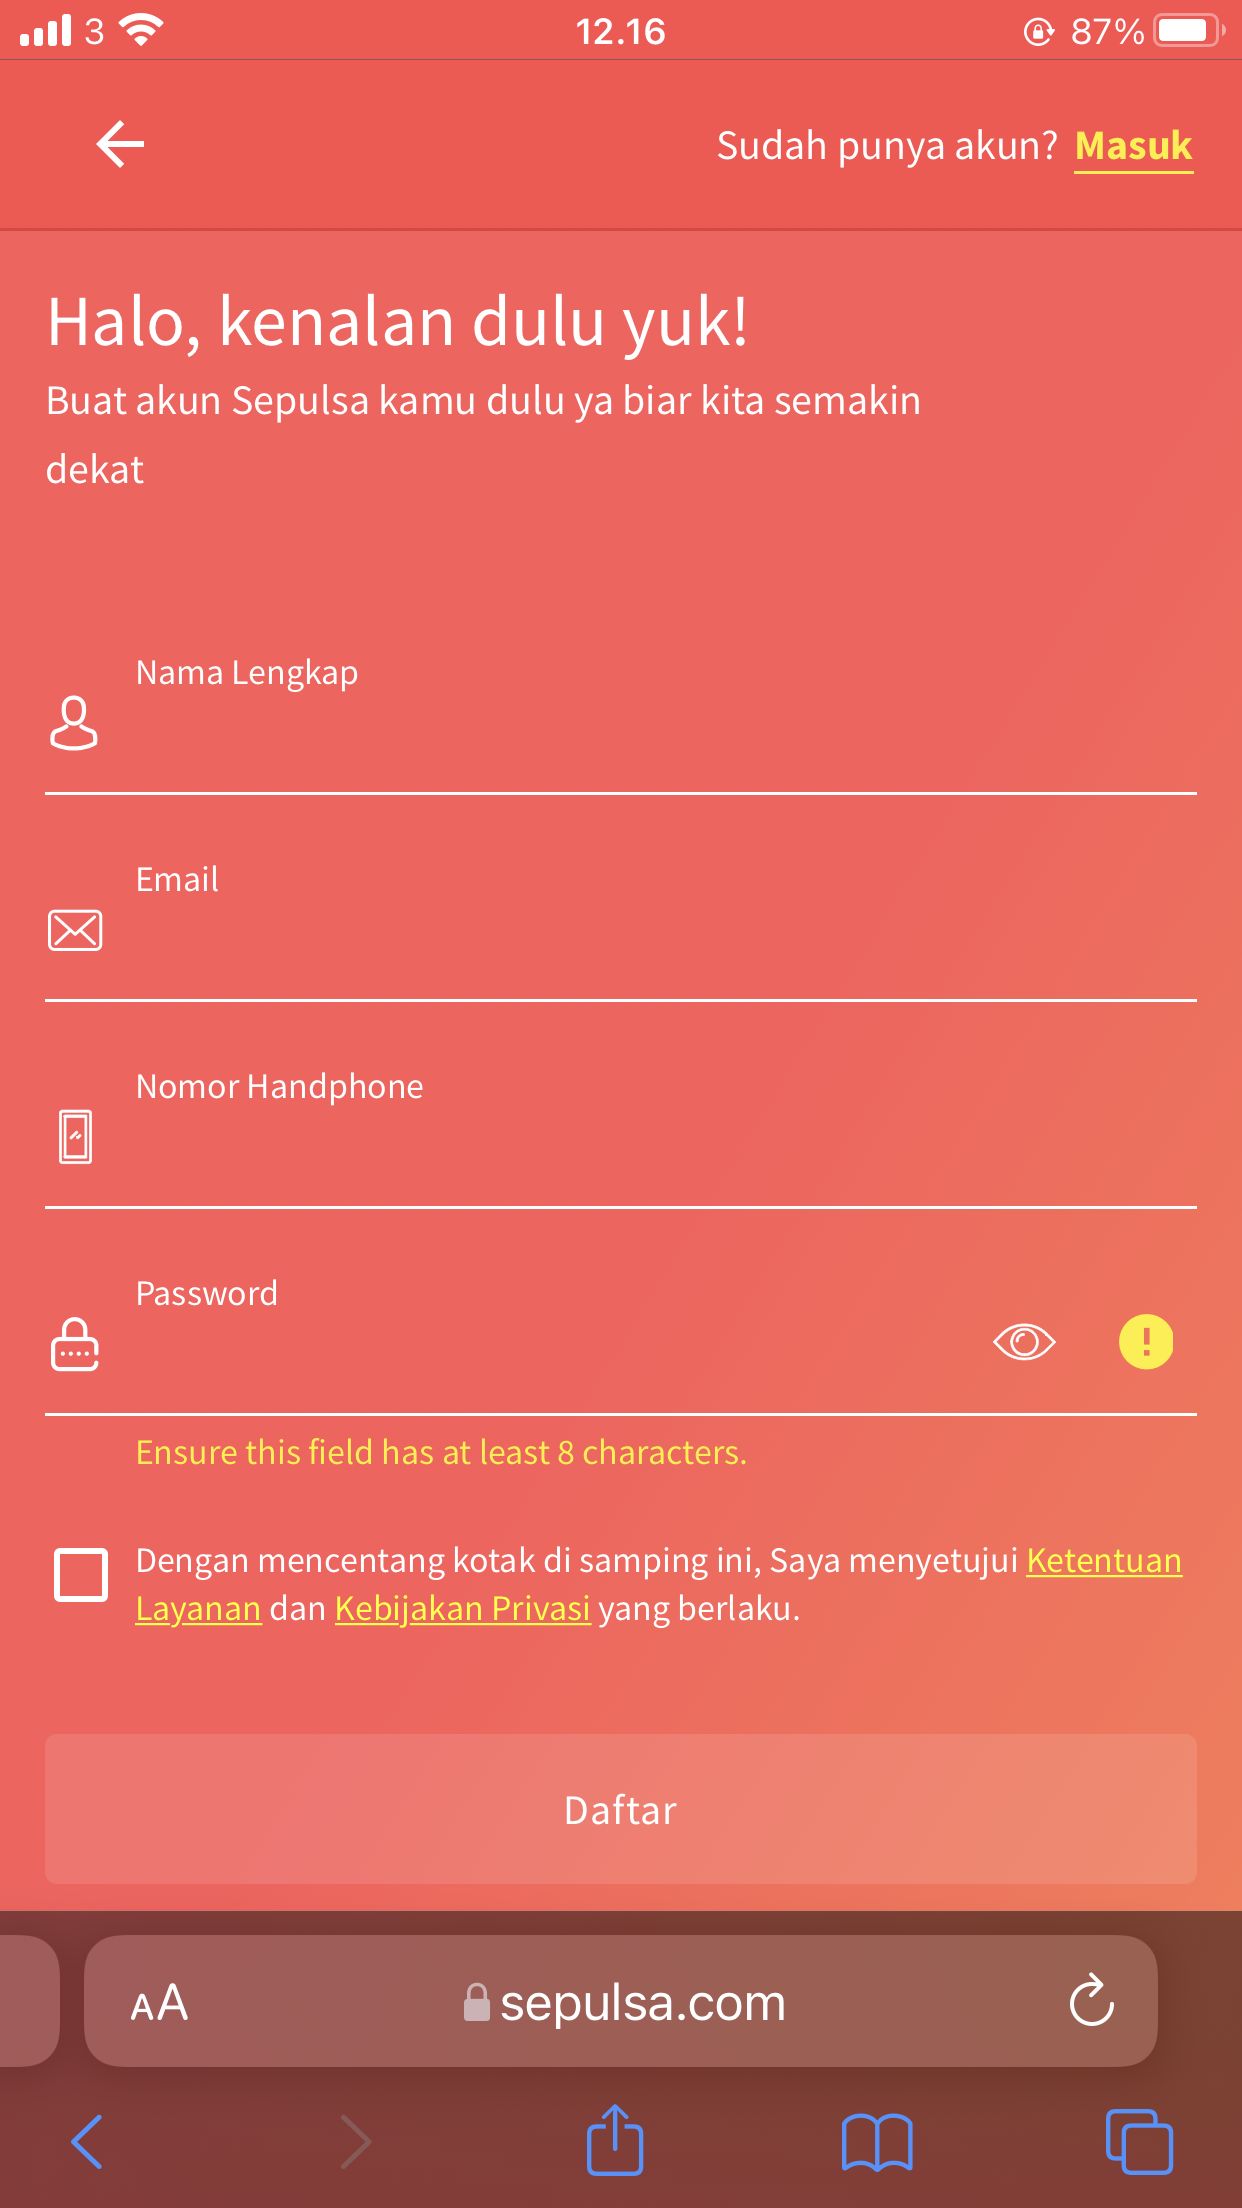 3 12.16 87%
Sudah punya akun? Masuk
Halo, kenalan dulu yuk!
Buat akun Sepulsa kamu dulu ya biar kita semakin
dekat
Nama Lengkap
Email
Nomor Handphone
Password
Ensure this field has at least 8 characters.
Dengan mencentang kotak di samping ini, Saya menyetujui Ketentuan
Layanan dan Kebijakan Privasi yang berlaku.
Daftar
AA sepulsa.com